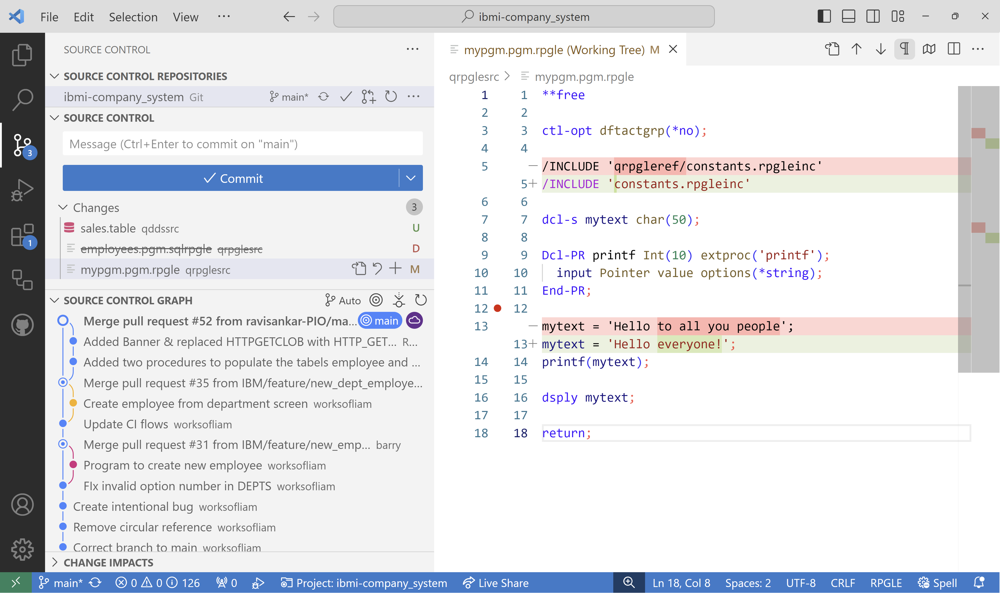 File Edit Selection View ··· ibmi-company_system
SOURCE CONTROL
SOURCE CONTROL REPOSITORIES
ibmi-company_system Git main*
SOURCE CONTROL
Message (Ctrl+Enter to commit on "main")
Commit
Changes 3
sales.table qddssrc U
employees.pgm.sqlrpgle qrpglesrc D
mypgm.pgm.rpgle qrpglesrc M
SOURCE CONTROL GRAPH Auto
Merge pull request #52 from ravisankar-PIO/ma... main
Added Banner & replaced HTTPGETCLOB with HTTP_GET... R...
Added two procedures to populate the tabels employee and ...
Merge pull request #35 from IBM/feature/new_dept_employe...
Create employee from department screen worksofliam
Update CI flows worksofliam
Merge pull request #31 from IBM/feature/new_emp... barry
Program to create new employee worksofliam
FIx invalid option number in DEPTS worksofliam
Create intentional bug worksofliam
Remove circular reference worksofliam
Correct branch to main worksofliam
CHANGE IMPACTS
3
1
mypgm.pgm.rpgle (Working Tree) M
qrpglesrc > mypgm.pgm.rpgle
1 1 **free
2 2
3 3 ctl-opt dftactgrp(*no);
4 4
5 — /INCLUDE 'qrpgleref/constants.rpgleinc'
5+ /INCLUDE 'constants.rpgleinc'
6 6
7 7 dcl-s mytext char(50);
8 8
9 9 Dcl-PR printf Int(10) extproc('printf');
10 10 input Pointer value options(*string);
11 11 End-PR;
12 12
13 — mytext = 'Hello to all you people';
13+ mytext = 'Hello everyone!';
14 14 printf(mytext);
15 15
16 16 dsply mytext;
17 17
18 18 return;
main* 0 0 126 0 Project: ibmi-company_system Live Share Ln 18, Col 8 Spaces: 2 UTF-8 CRLF RPGLE Spell